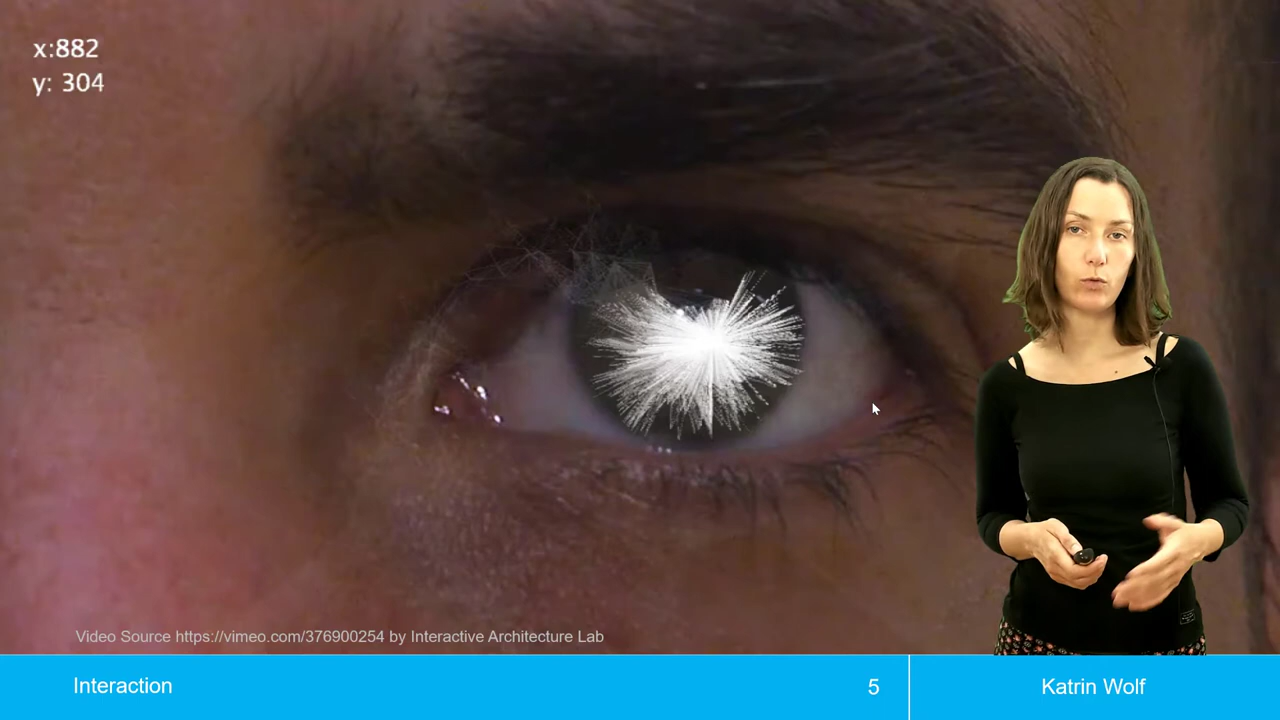 x:882
y: 304
Video Source https://vimeo.com/376900254 by Interactive Architecture Lab
Interaction
5
Katrin Wolf